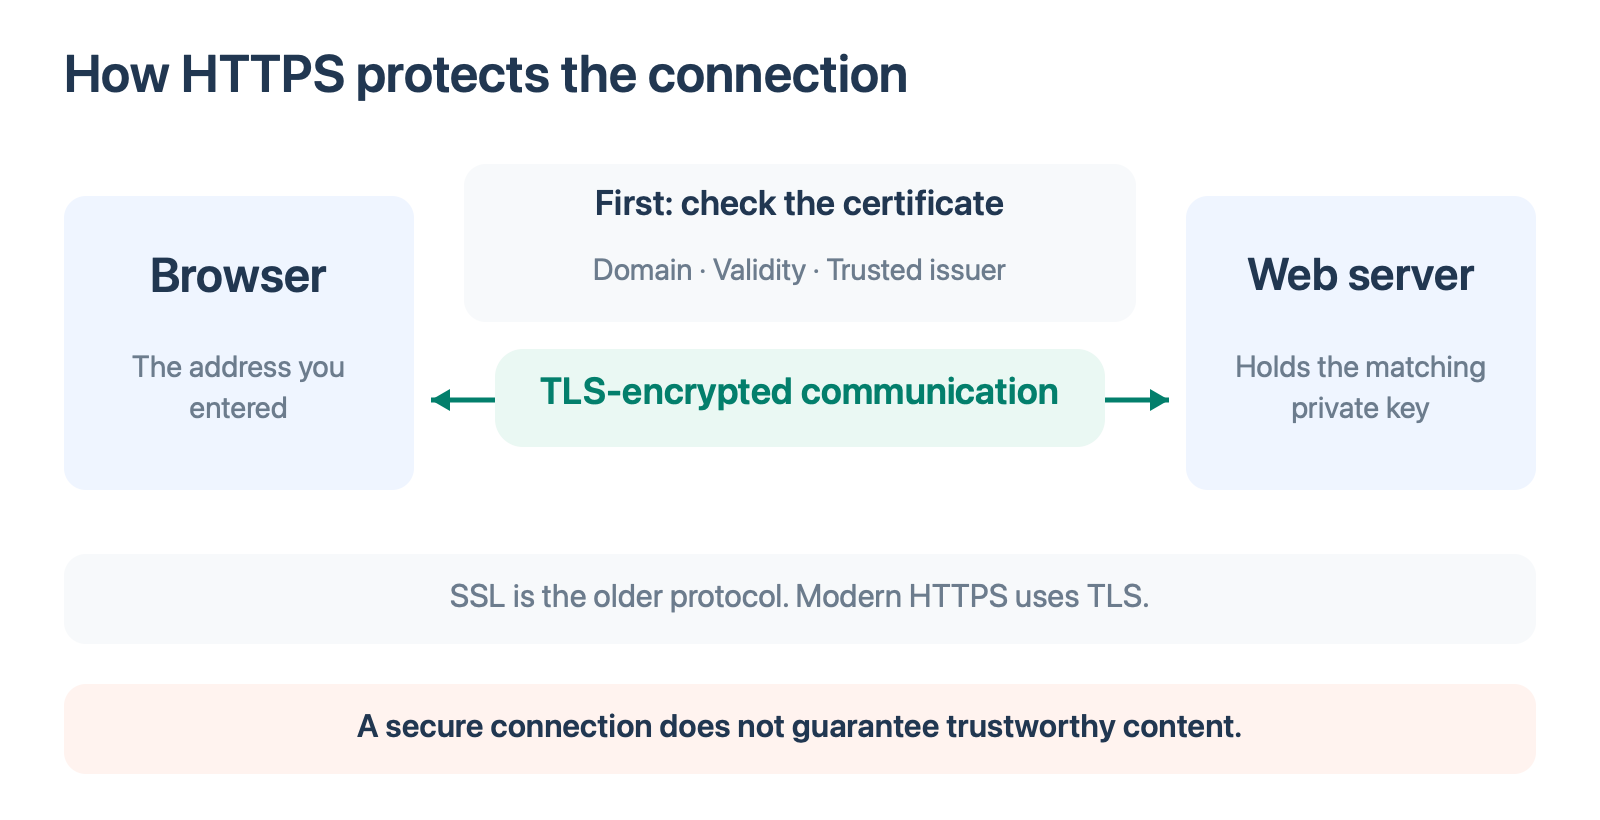 How HTTPS protects the connection
First: check the certificate
Domain · Validity · Trusted issuer
Browser
The address you
entered
TLS-encrypted communication
Web server
Holds the matching
private key
SSL is the older protocol. Modern HTTPS uses TLS.
A secure connection does not guarantee trustworthy content.